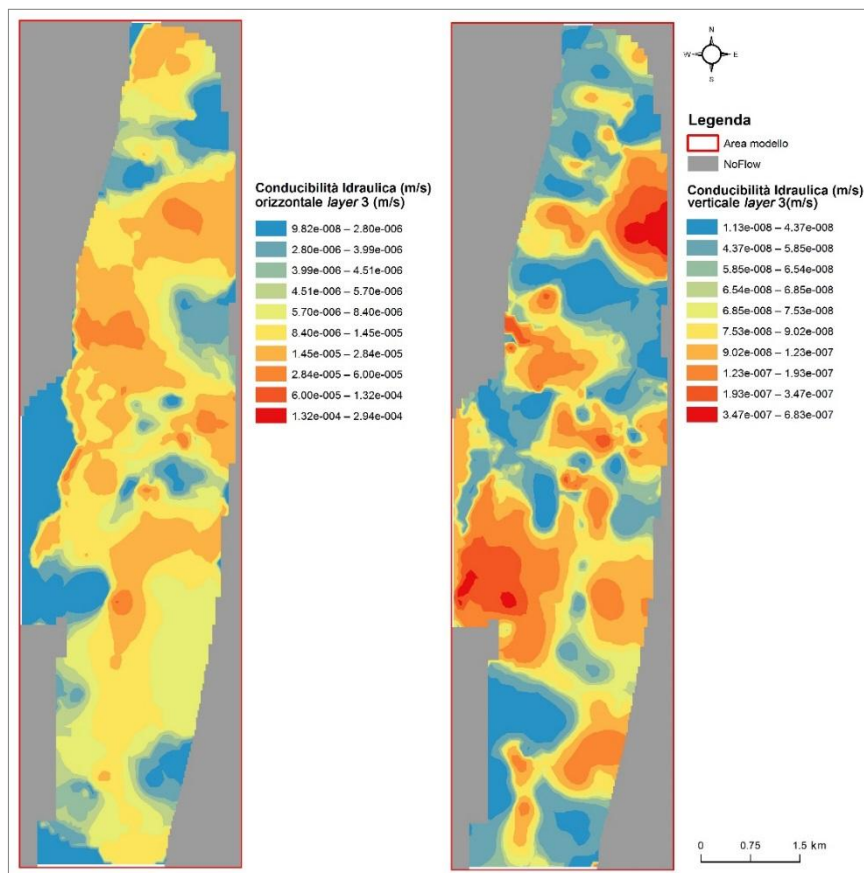 Conducibilità Idraulica (m/s)
orizzontale layer 3 (m/s)
9.82e-008 – 2.80e-006
2.80e-006 – 3.99e-006
3.99e-006 – 4.51e-006
4.51e-006 – 5.70e-006
5.70e-006 – 8.40e-006
8.40e-006 – 1.45e-005
1.45e-005 – 2.84e-005
2.84e-005 – 6.00e-005
6.00e-005 – 1.32e-004
1.32e-004 – 2.94e-004
N
W E
S
Legenda
Area modello
NoFlow
Conducibilità Idraulica (m/s)
verticale layer 3(m/s)
1.13e-008 – 4.37e-008
4.37e-008 – 5.85e-008
5.85e-008 – 6.54e-008
6.54e-008 – 6.85e-008
6.85e-008 – 7.53e-008
7.53e-008 – 9.02e-008
9.02e-008 – 1.23e-007
1.23e-007 – 1.93e-007
1.93e-007 – 3.47e-007
3.47e-007 – 6.83e-007
0 0.75 1.5 km